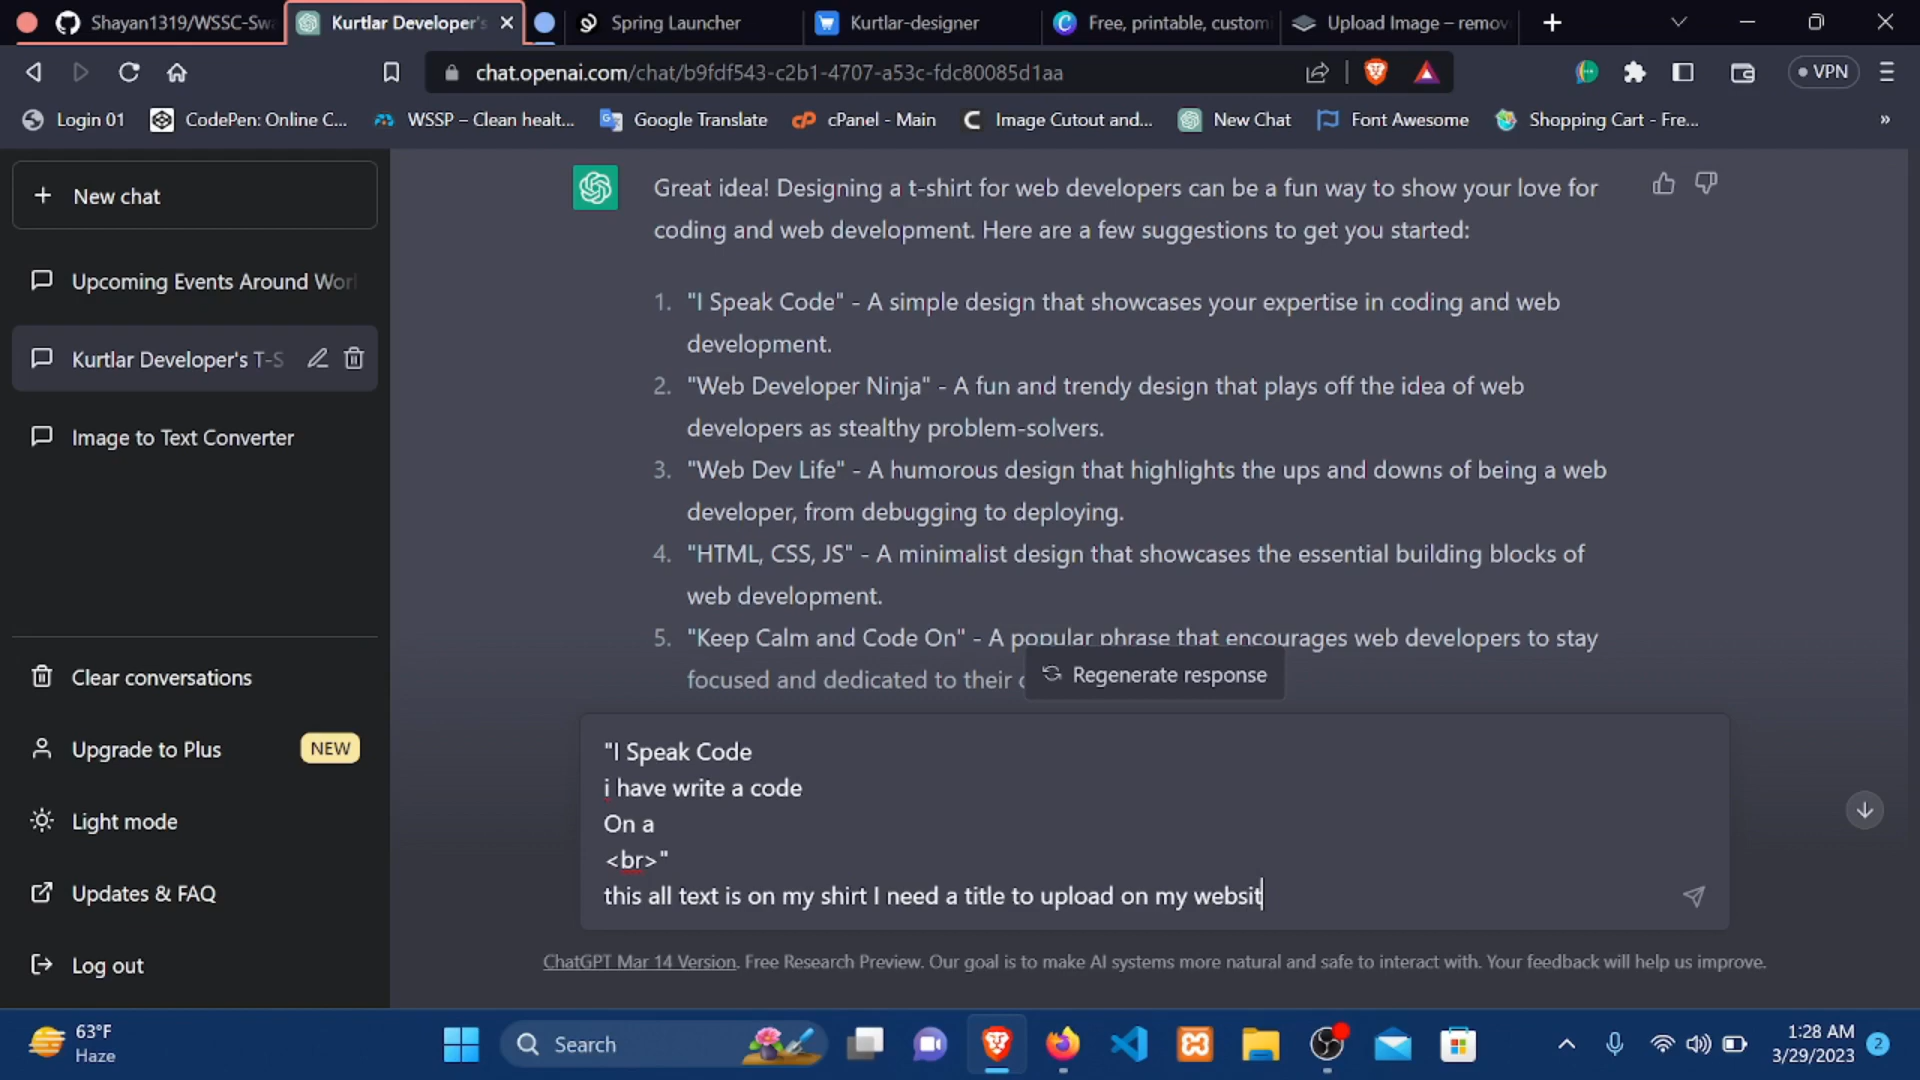 Shayan1319/WSSC-Swa
Kurtlar Developer's
Spring Launcher
Kurtlar-designer
Free, printable, custom
Upload Image – remov
chat.openai.com/chat/b9fdf543-c2b1-4707-a53c-fdc80085d1aa
VPN
Login 01
CodePen: Online C...
WSSP – Clean healt...
Google Translate
cPanel - Main
Image Cutout and...
New Chat
Font Awesome
Shopping Cart - Fre...
»
+ New chat
Upcoming Events Around Worl
Kurtlar Developer's T-S
Image to Text Converter
Clear conversations
Upgrade to Plus
NEW
Light mode
Updates & FAQ
Log out
Great idea! Designing a t-shirt for web developers can be a fun way to show your love for
coding and web development. Here are a few suggestions to get you started:
1. "I Speak Code" - A simple design that showcases your expertise in coding and web
development.
2. "Web Developer Ninja" - A fun and trendy design that plays off the idea of web
developers as stealthy problem-solvers.
3. "Web Dev Life" - A humorous design that highlights the ups and downs of being a web
developer, from debugging to deploying.
4. "HTML, CSS, JS" - A minimalist design that showcases the essential building blocks of
web development.
5. "Keep Calm and Code On" - A popular phrase that encourages web developers to stay
focused and dedicated to their
Regenerate response
"I Speak Code
i have write a code
On a
<br>"
this all text is on my shirt I need a title to upload on my websit
ChatGPT Mar 14 Version. Free Research Preview. Our goal is to make AI systems more natural and safe to interact with. Your feedback will help us improve.
63°F
Haze
Search
1:28 AM
3/29/2023
2